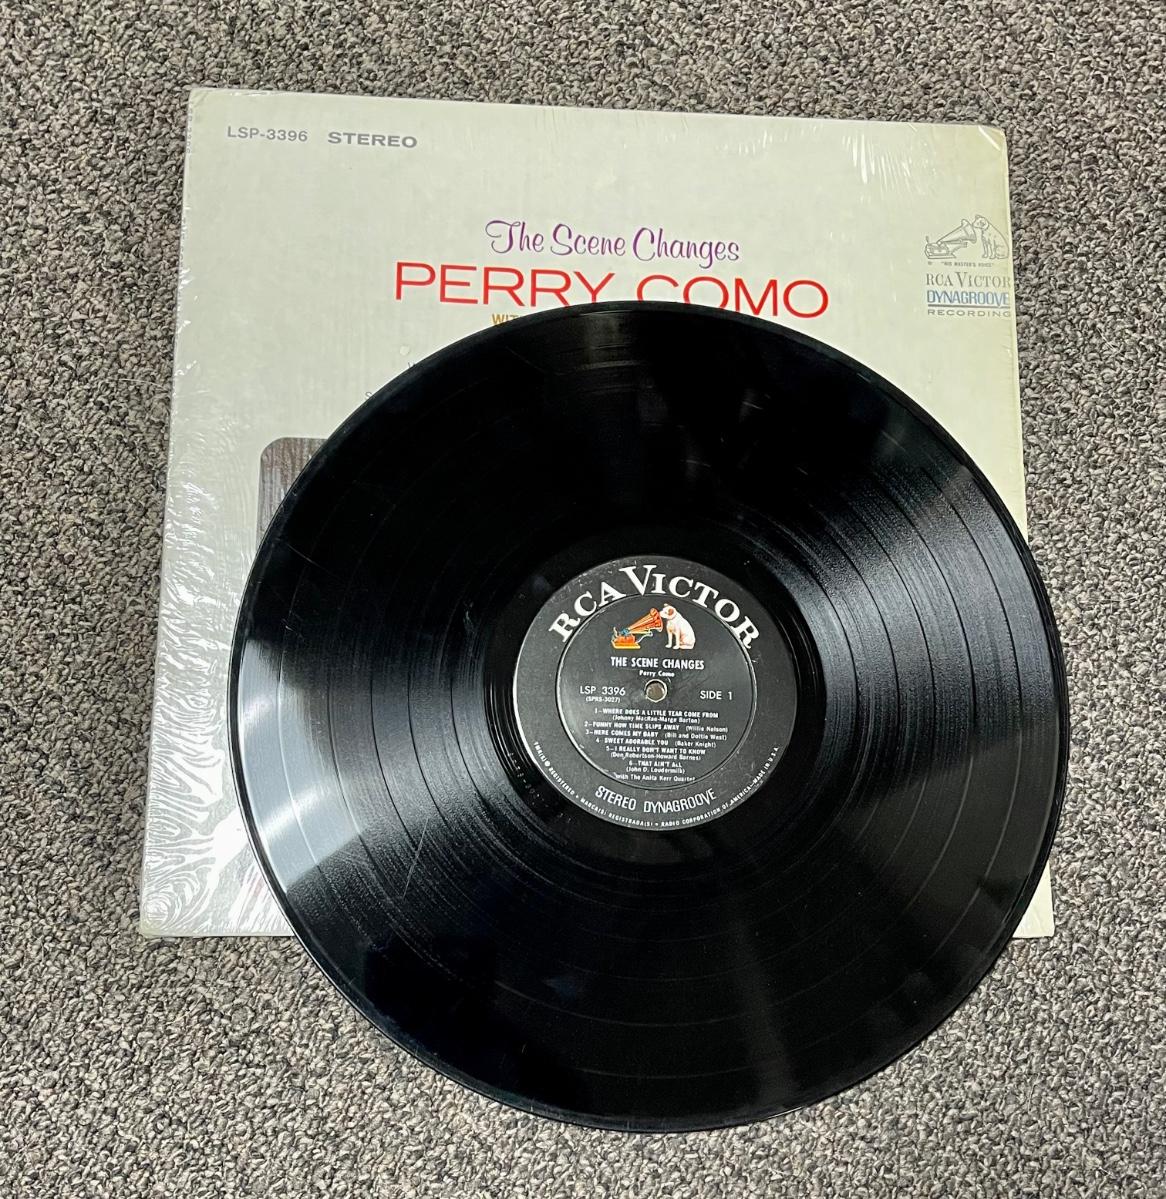 LSP-3396 STEREO
The Scene Changes
PERRY COMO
"HIS MASTER'S VOICE"
RCA VICTOR
DYNAGROOVE
RECORDING
RCA VICTOR
THE SCENE CHANGES
Perry Como
LSP 3396
(SPRS-3027)
SIDE 1
1-WHERE DOES A LITTLE TEAR COME FROM
(Johnny MacRae-Marge Barton)
2-FUNNY HOW TIME SLIPS AWAY (Willie Nelson)
3-HERE COMES MY BABY (Bill and Dottie West)
4-SWEET ADORABLE YOU (Baker Knight)
5-I REALLY DON'T WANT TO KNOW
(Don Robertson-Howard Barnes)
6-THAT AIN'T ALL
(John D. Loudermilk)
with The Anita Kerr Quartet
STEREO DYNAGROOVE
TMK(S) ® REGISTERED • MARCA(S) REGISTRADA(S) • RADIO CORPORATION OF AMERICA-MADE IN U.S.A.